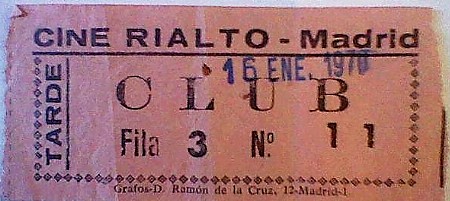 CINE RIALTO - Madrid
TARDE
16 ENE. 1970
CLUB
Fila 3 N.º 11
Grafos-D. Ramón de la Cruz, 12-Madrid-1